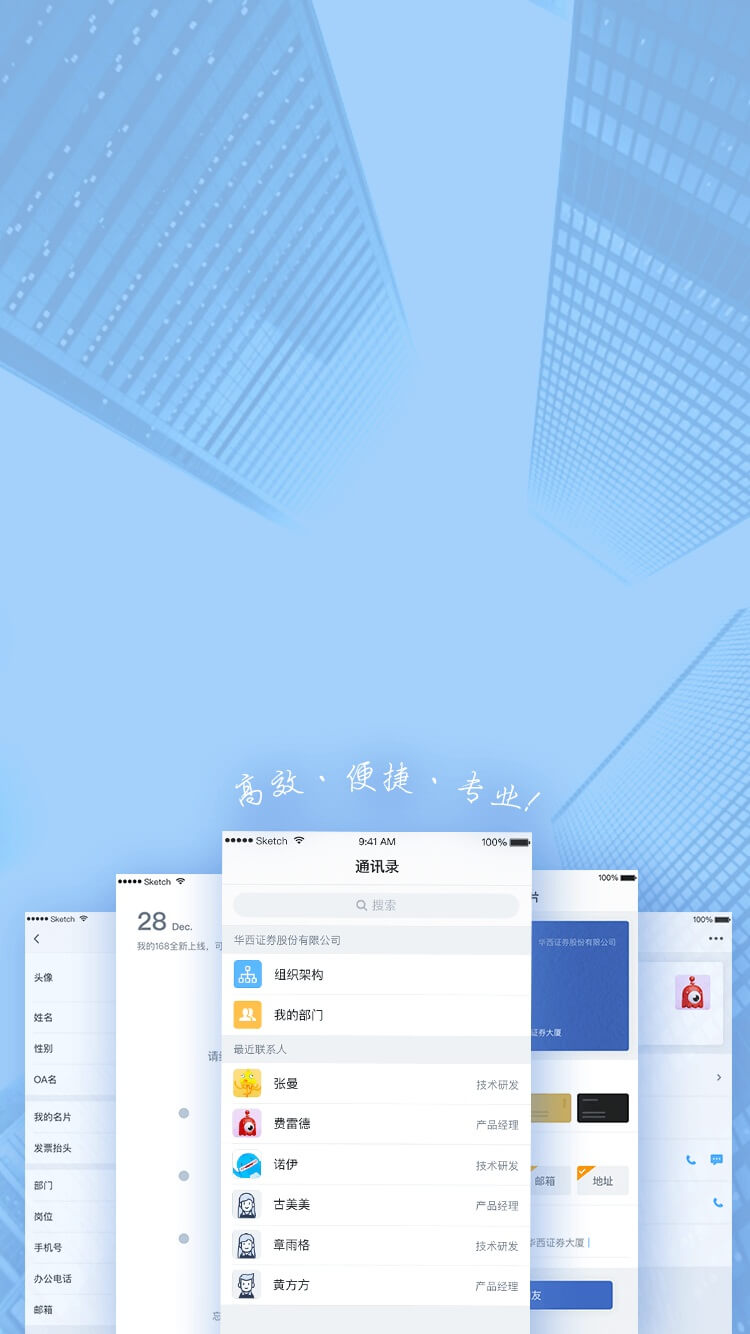 高效、便捷、专业!
Sketch 9:41 AM 100%
通讯录
搜索
华西证券股份有限公司
组织架构
我的部门
最近联系人
张曼 技术研发
费雷德 产品经理
诺伊 技术研发
古美美 产品经理
章雨格 技术研发
黄方方 产品经理
Sketch
28 Dec.
我的168全新上线，可
Sketch
头像
姓名
性别
OA名
我的名片
发票抬头
部门
岗位
手机号
办公电话
邮箱
100%
片
华西证券股份有限公司
证券大厦
邮箱 地址
华西证券大厦
友
100%